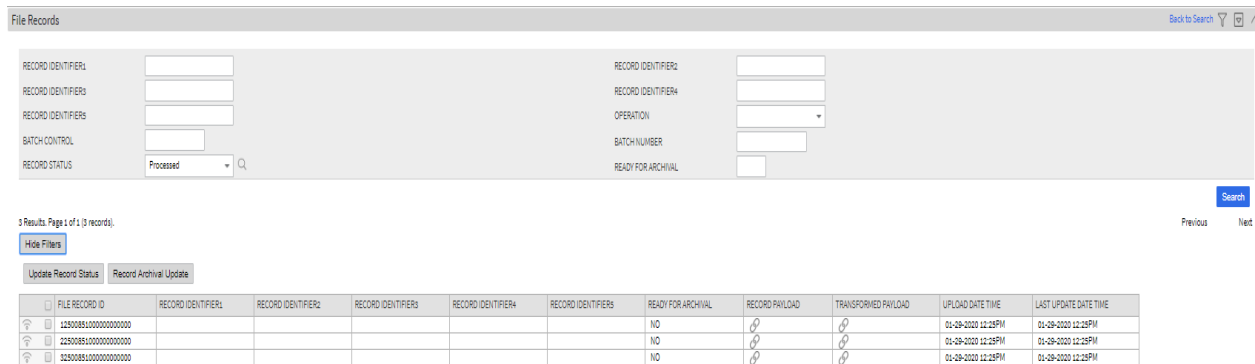 File Records Back to Search
RECORD IDENTIFIER1 RECORD IDENTIFIER2
RECORD IDENTIFIER3 RECORD IDENTIFIER4
RECORD IDENTIFIER5 OPERATION
BATCH CONTROL BATCH NUMBER
RECORD STATUS Processed READY FOR ARCHIVAL
Search
3 Results. Page 1 of 1 (3 records). Previous Next
Hide Filters
Update Record Status Record Archival Update
FILE RECORD ID RECORD IDENTIFIER1 RECORD IDENTIFIER2 RECORD IDENTIFIER3 RECORD IDENTIFIER4 RECORD IDENTIFIER5 READY FOR ARCHIVAL RECORD PAYLOAD TRANSFORMED PAYLOAD UPLOAD DATE TIME LAST UPDATE DATE TIME
12500851000000000000 NO 01-29-2020 12:25PM 01-29-2020 12:25PM
22500851000000000000 NO 01-29-2020 12:25PM 01-29-2020 12:25PM
32500851000000000000 NO 01-29-2020 12:25PM 01-29-2020 12:25PM